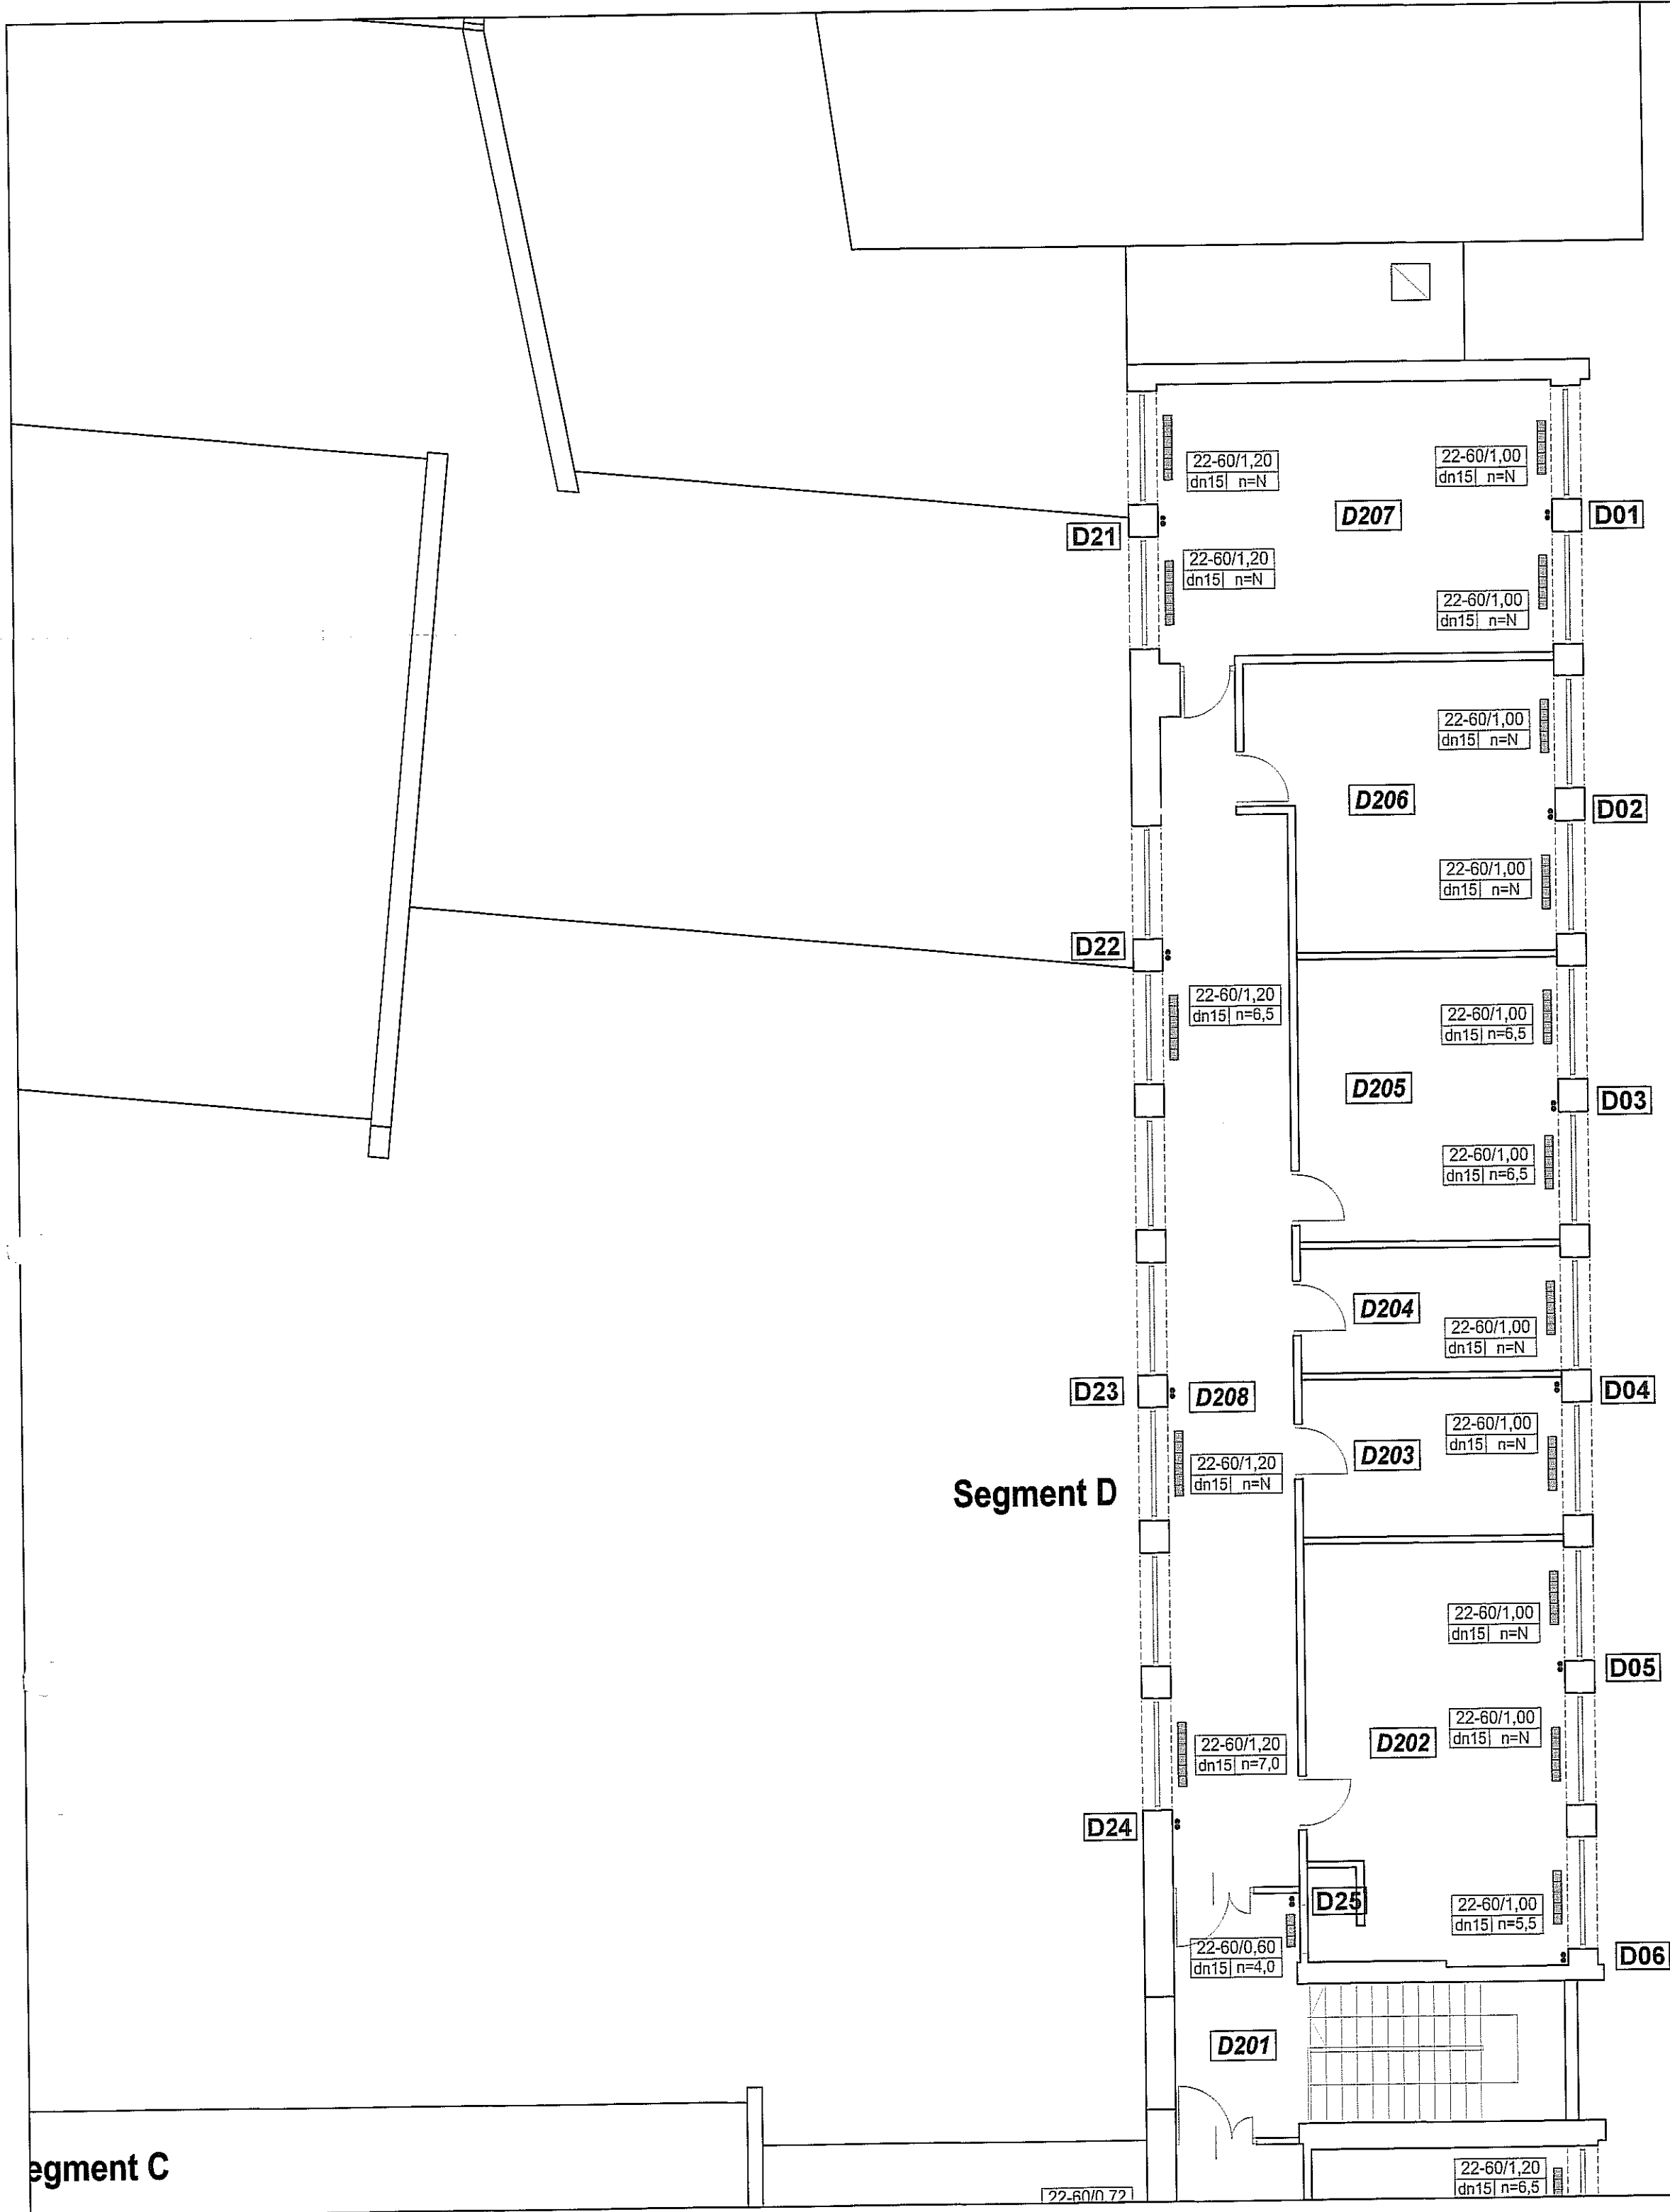 22-60/1,20
dn15 n=N
22-60/1,00
dn15 n=N
D207
D01
D21
22-60/1,20
dn15 n=N
22-60/1,00
dn15 n=N
22-60/1,00
dn15 n=N
D206
D02
22-60/1,00
dn15 n=N
D22
22-60/1,20
dn15 n=6,5
22-60/1,00
dn15 n=6,5
D205
D03
22-60/1,00
dn15 n=6,5
D204
22-60/1,00
dn15 n=N
D23
D208
D04
22-60/1,00
dn15 n=N
D203
22-60/1,20
dn15 n=N
Segment D
22-60/1,00
dn15 n=N
D05
22-60/1,00
dn15 n=N
D202
22-60/1,20
dn15 n=7,0
D24
D25
22-60/1,00
dn15 n=5,5
22-60/0,60
dn15 n=4,0
D06
D201
egment C
22-60/1,20
dn15 n=6,5
22-60/0,72